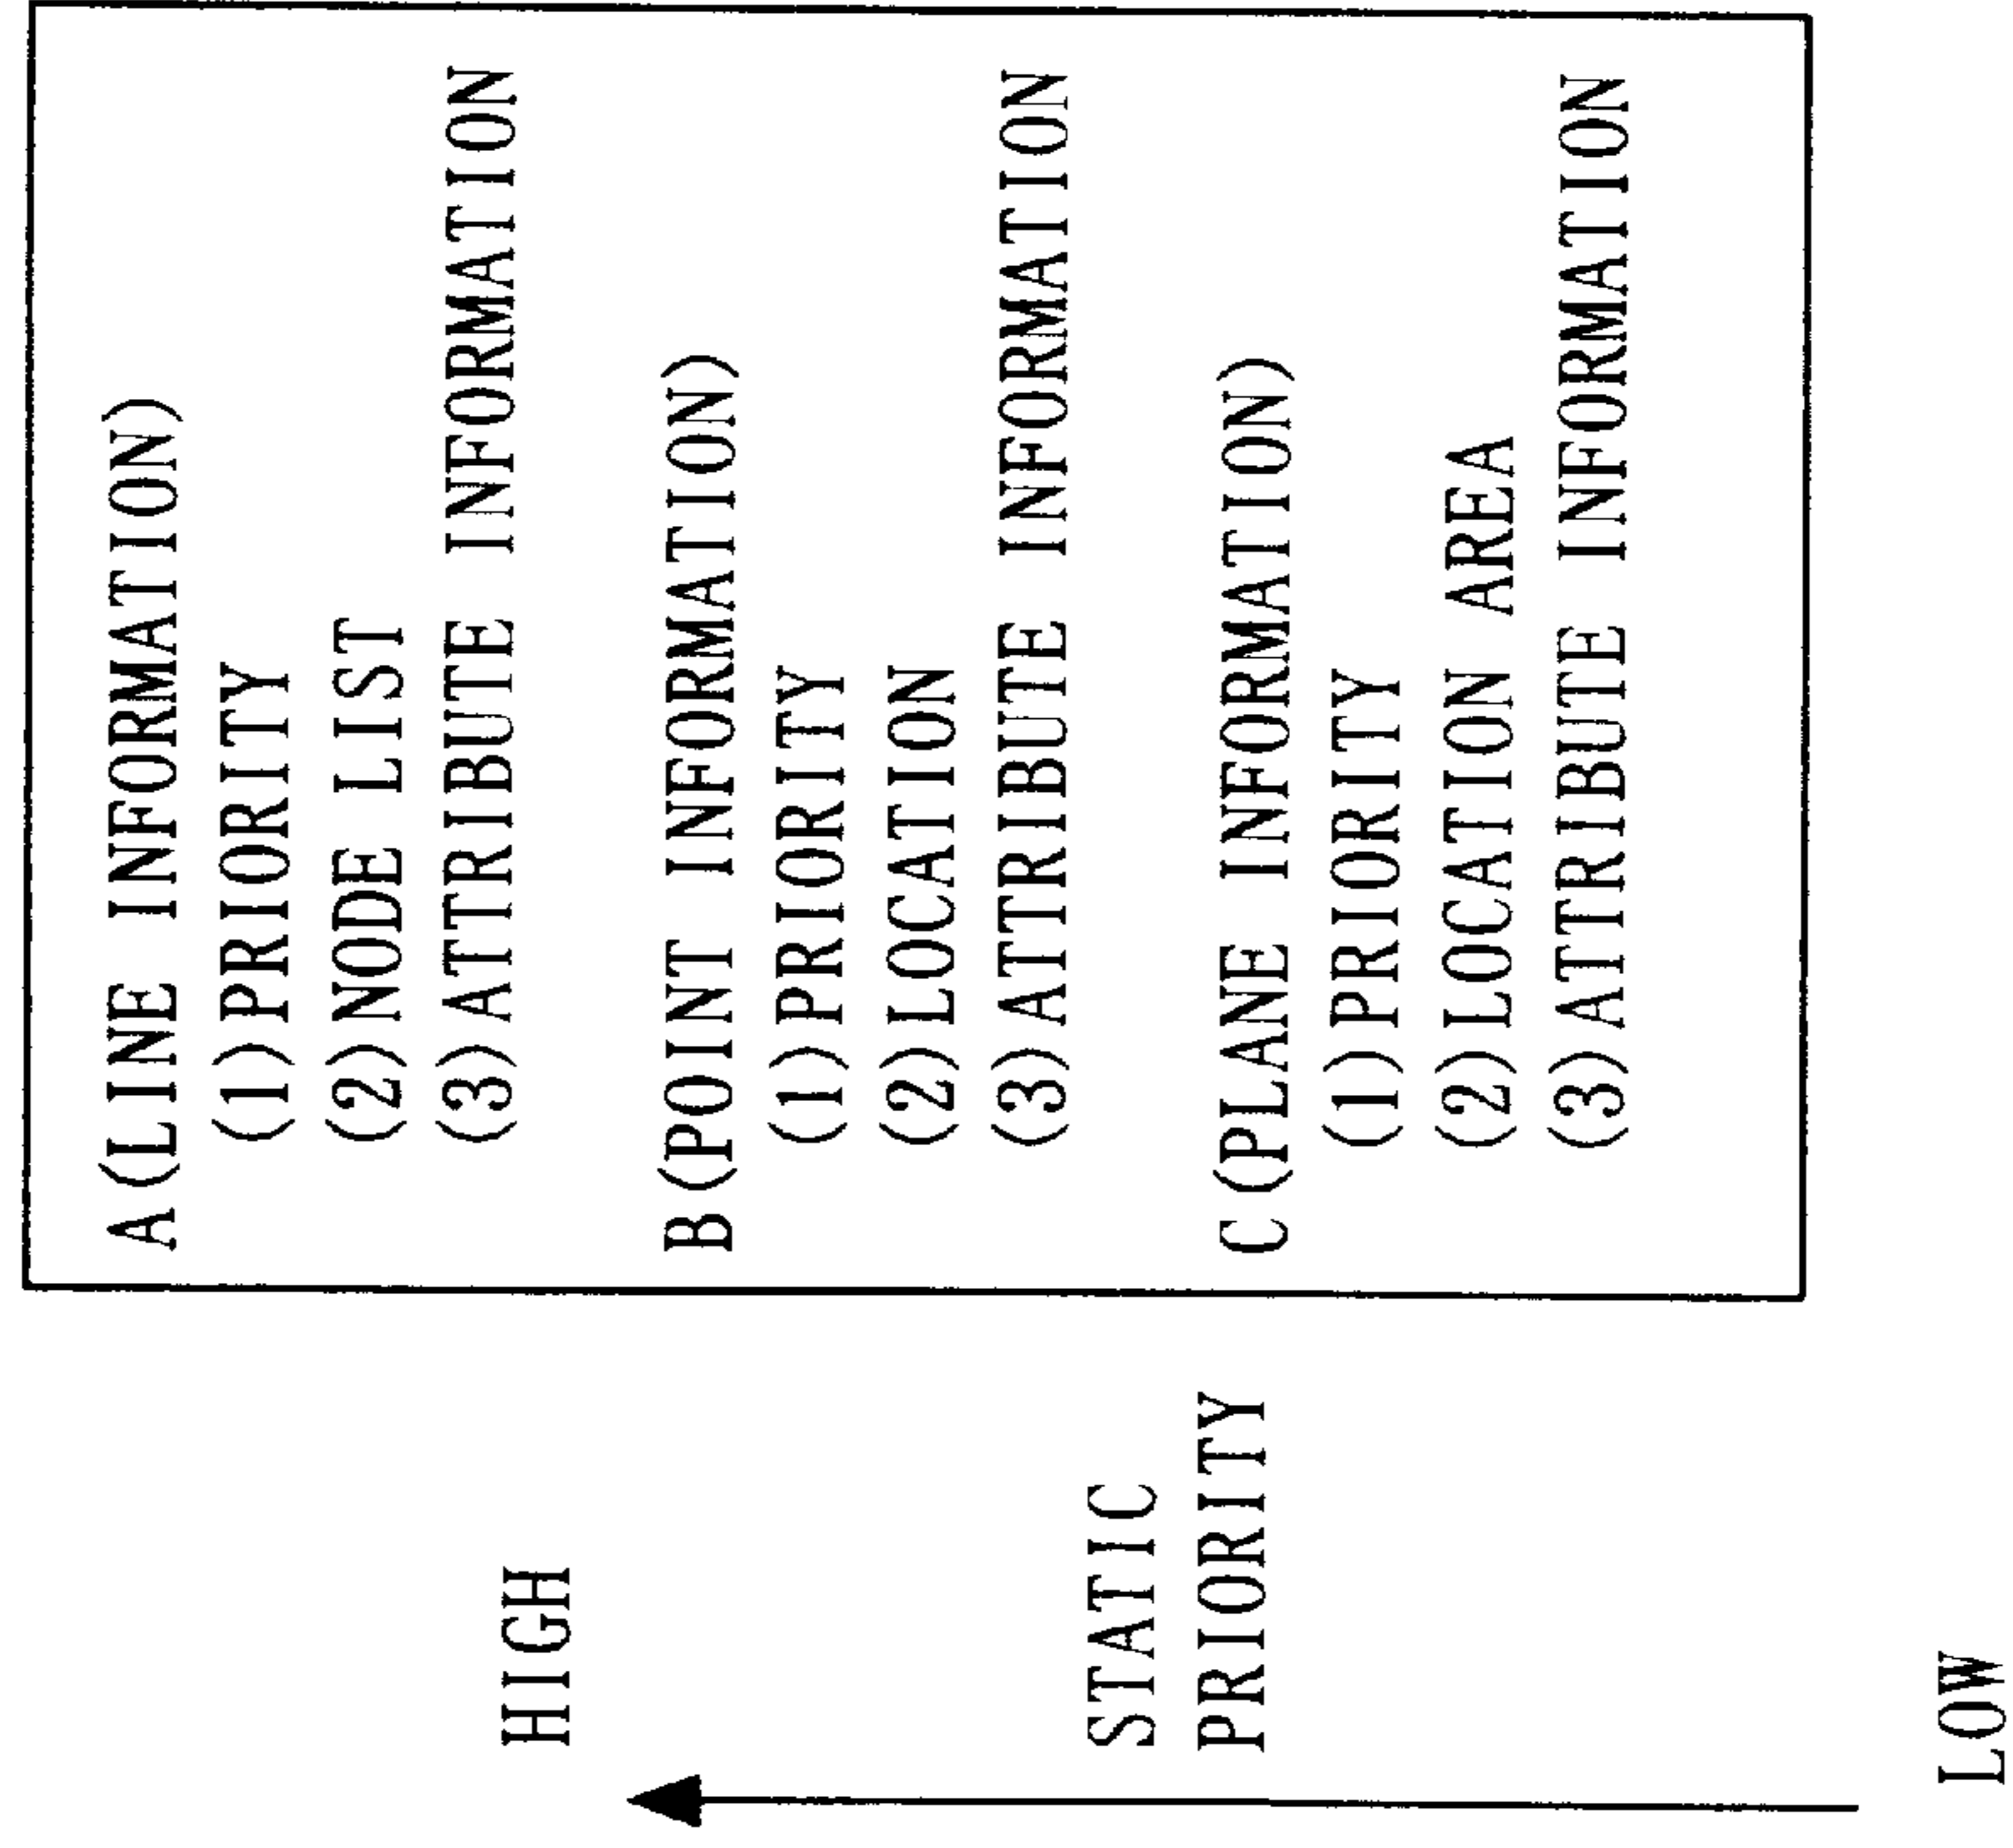 HIGH
STATIC
PRIORITY
LOW
A(LINE INFORMATION)
(1)PRIORITY
(2)NODE LIST
(3)ATTRIBUTE INFORMATION
B(POINT INFORMATION)
(1)PRIORITY
(2)LOCATION
(3)ATTRIBUTE INFORMATION
C(PLANE INFORMATION)
(1)PRIORITY
(2)LOCATION AREA
(3)ATTRIBUTE INFORMATION